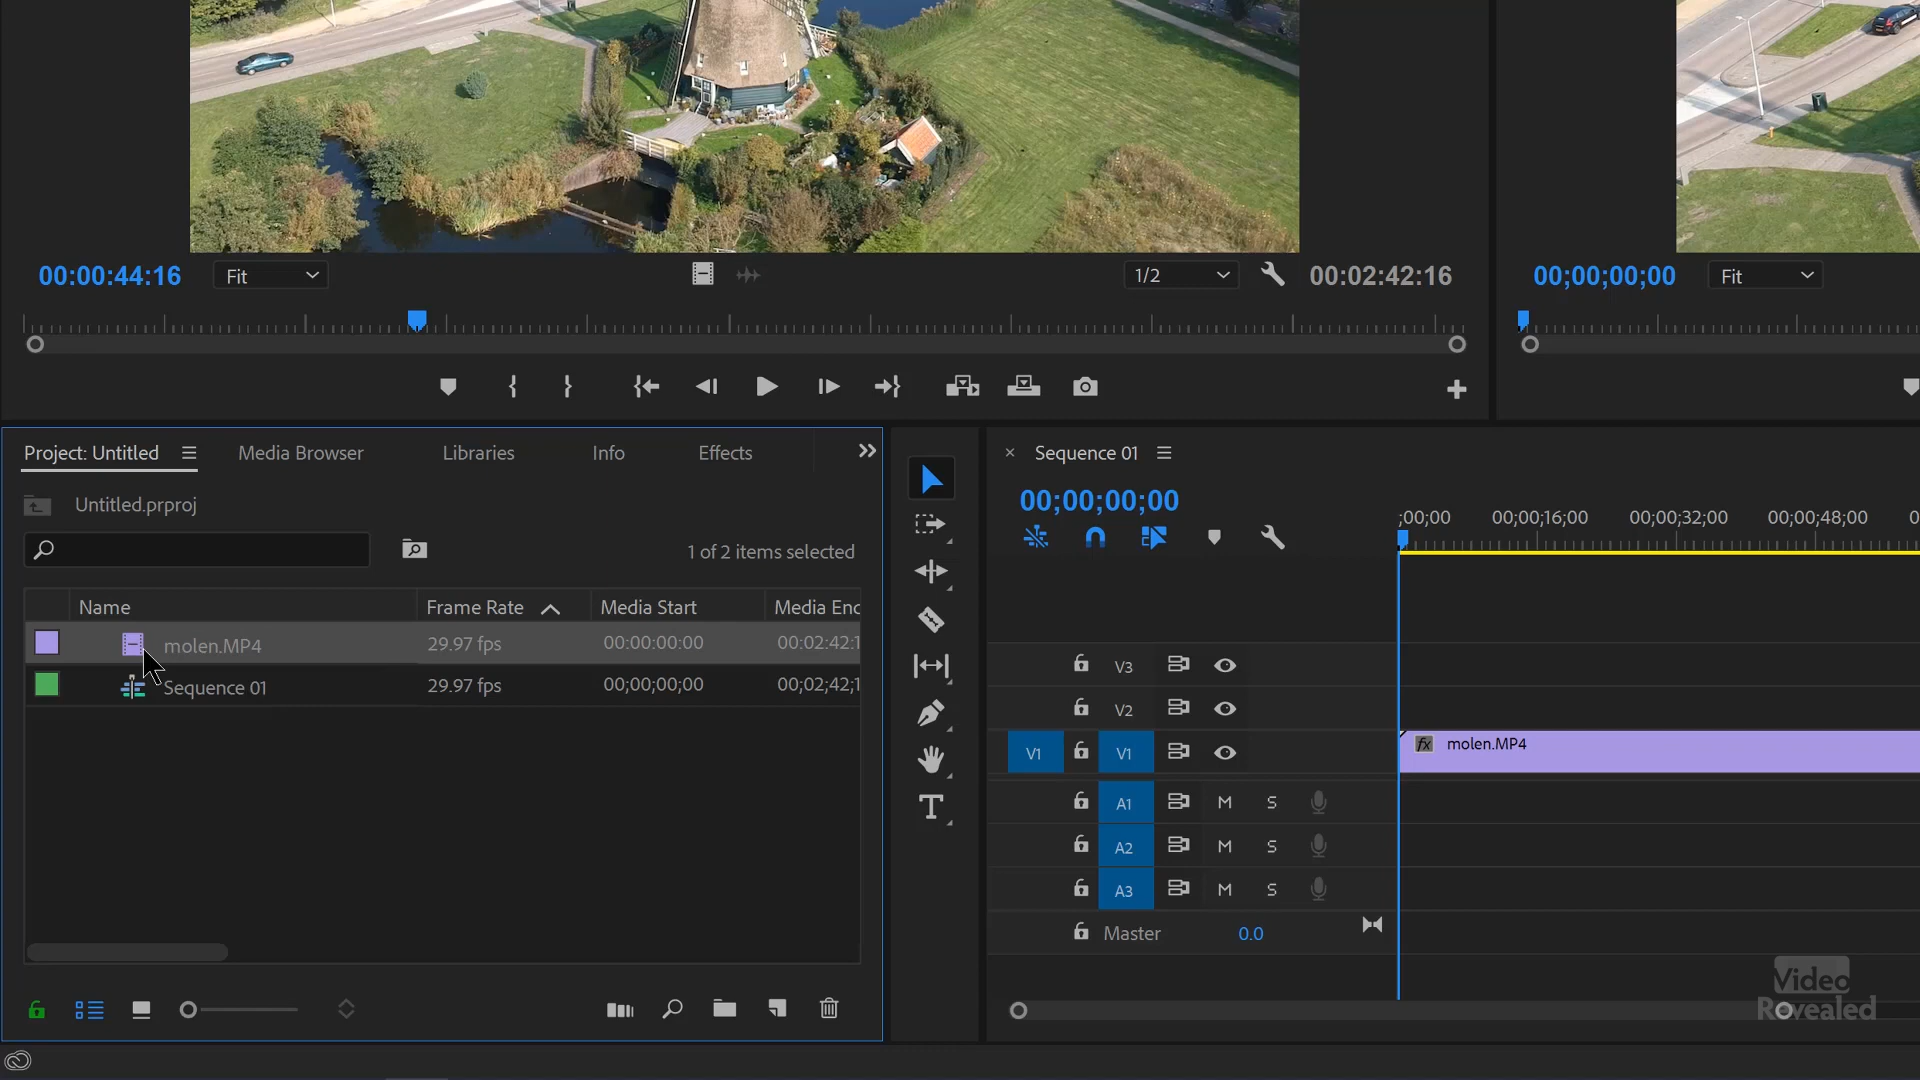 00:00:44:16 Fit 1/2 00:02:42:16 00;00;00;00 Fit
Project: Untitled Media Browser Libraries Info Effects
Untitled.prproj
1 of 2 items selected
Name Frame Rate Media Start Media Enc
molen.MP4 29.97 fps 00:00:00:00 00:02:42:1
Sequence 01 29.97 fps 00;00;00;00 00;02;42;1
T
Sequence 01
00;00;00;00
;00;00 00;00;16;00 00;00;32;00 00;00;48;00 0
V3
V2
V1 V1 fx molen.MP4
A1 M S
A2 M S
A3 M S
Master 0.0
Video
Revealed